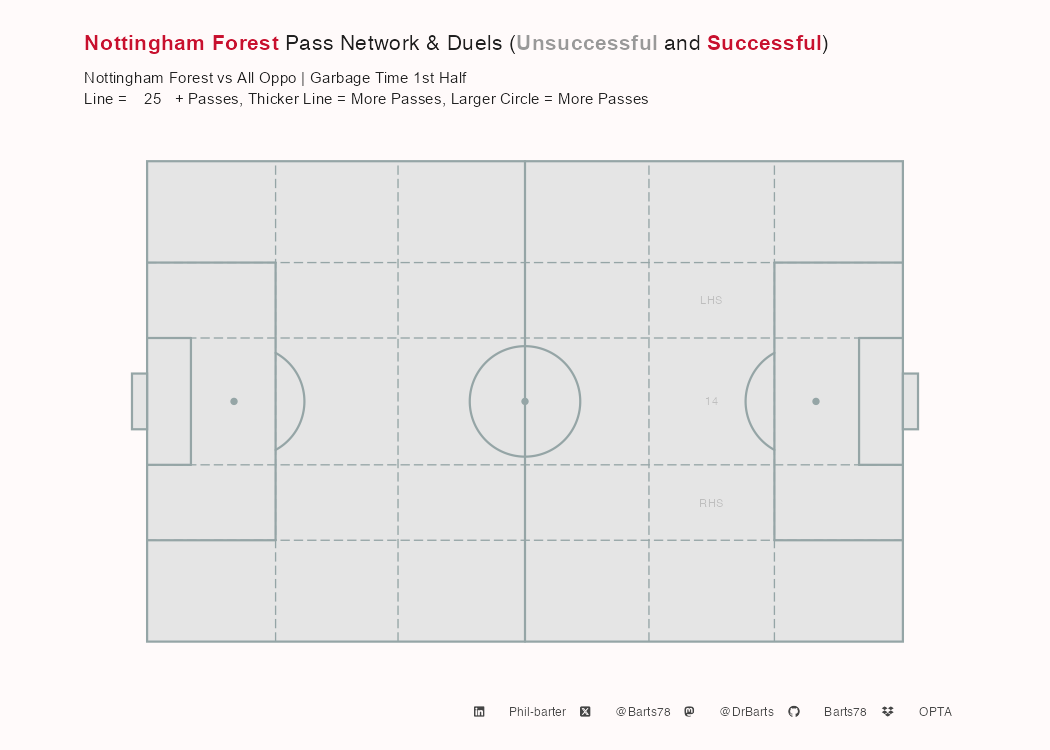 Nottingham Forest Pass Network & Duels (Unsuccessful and Successful)
Nottingham Forest vs All Oppo | Garbage Time 1st Half
Line = 25 + Passes, Thicker Line = More Passes, Larger Circle = More Passes
LHS
14
RHS
Phil-barter @Barts78 @DrBarts Barts78 OPTA